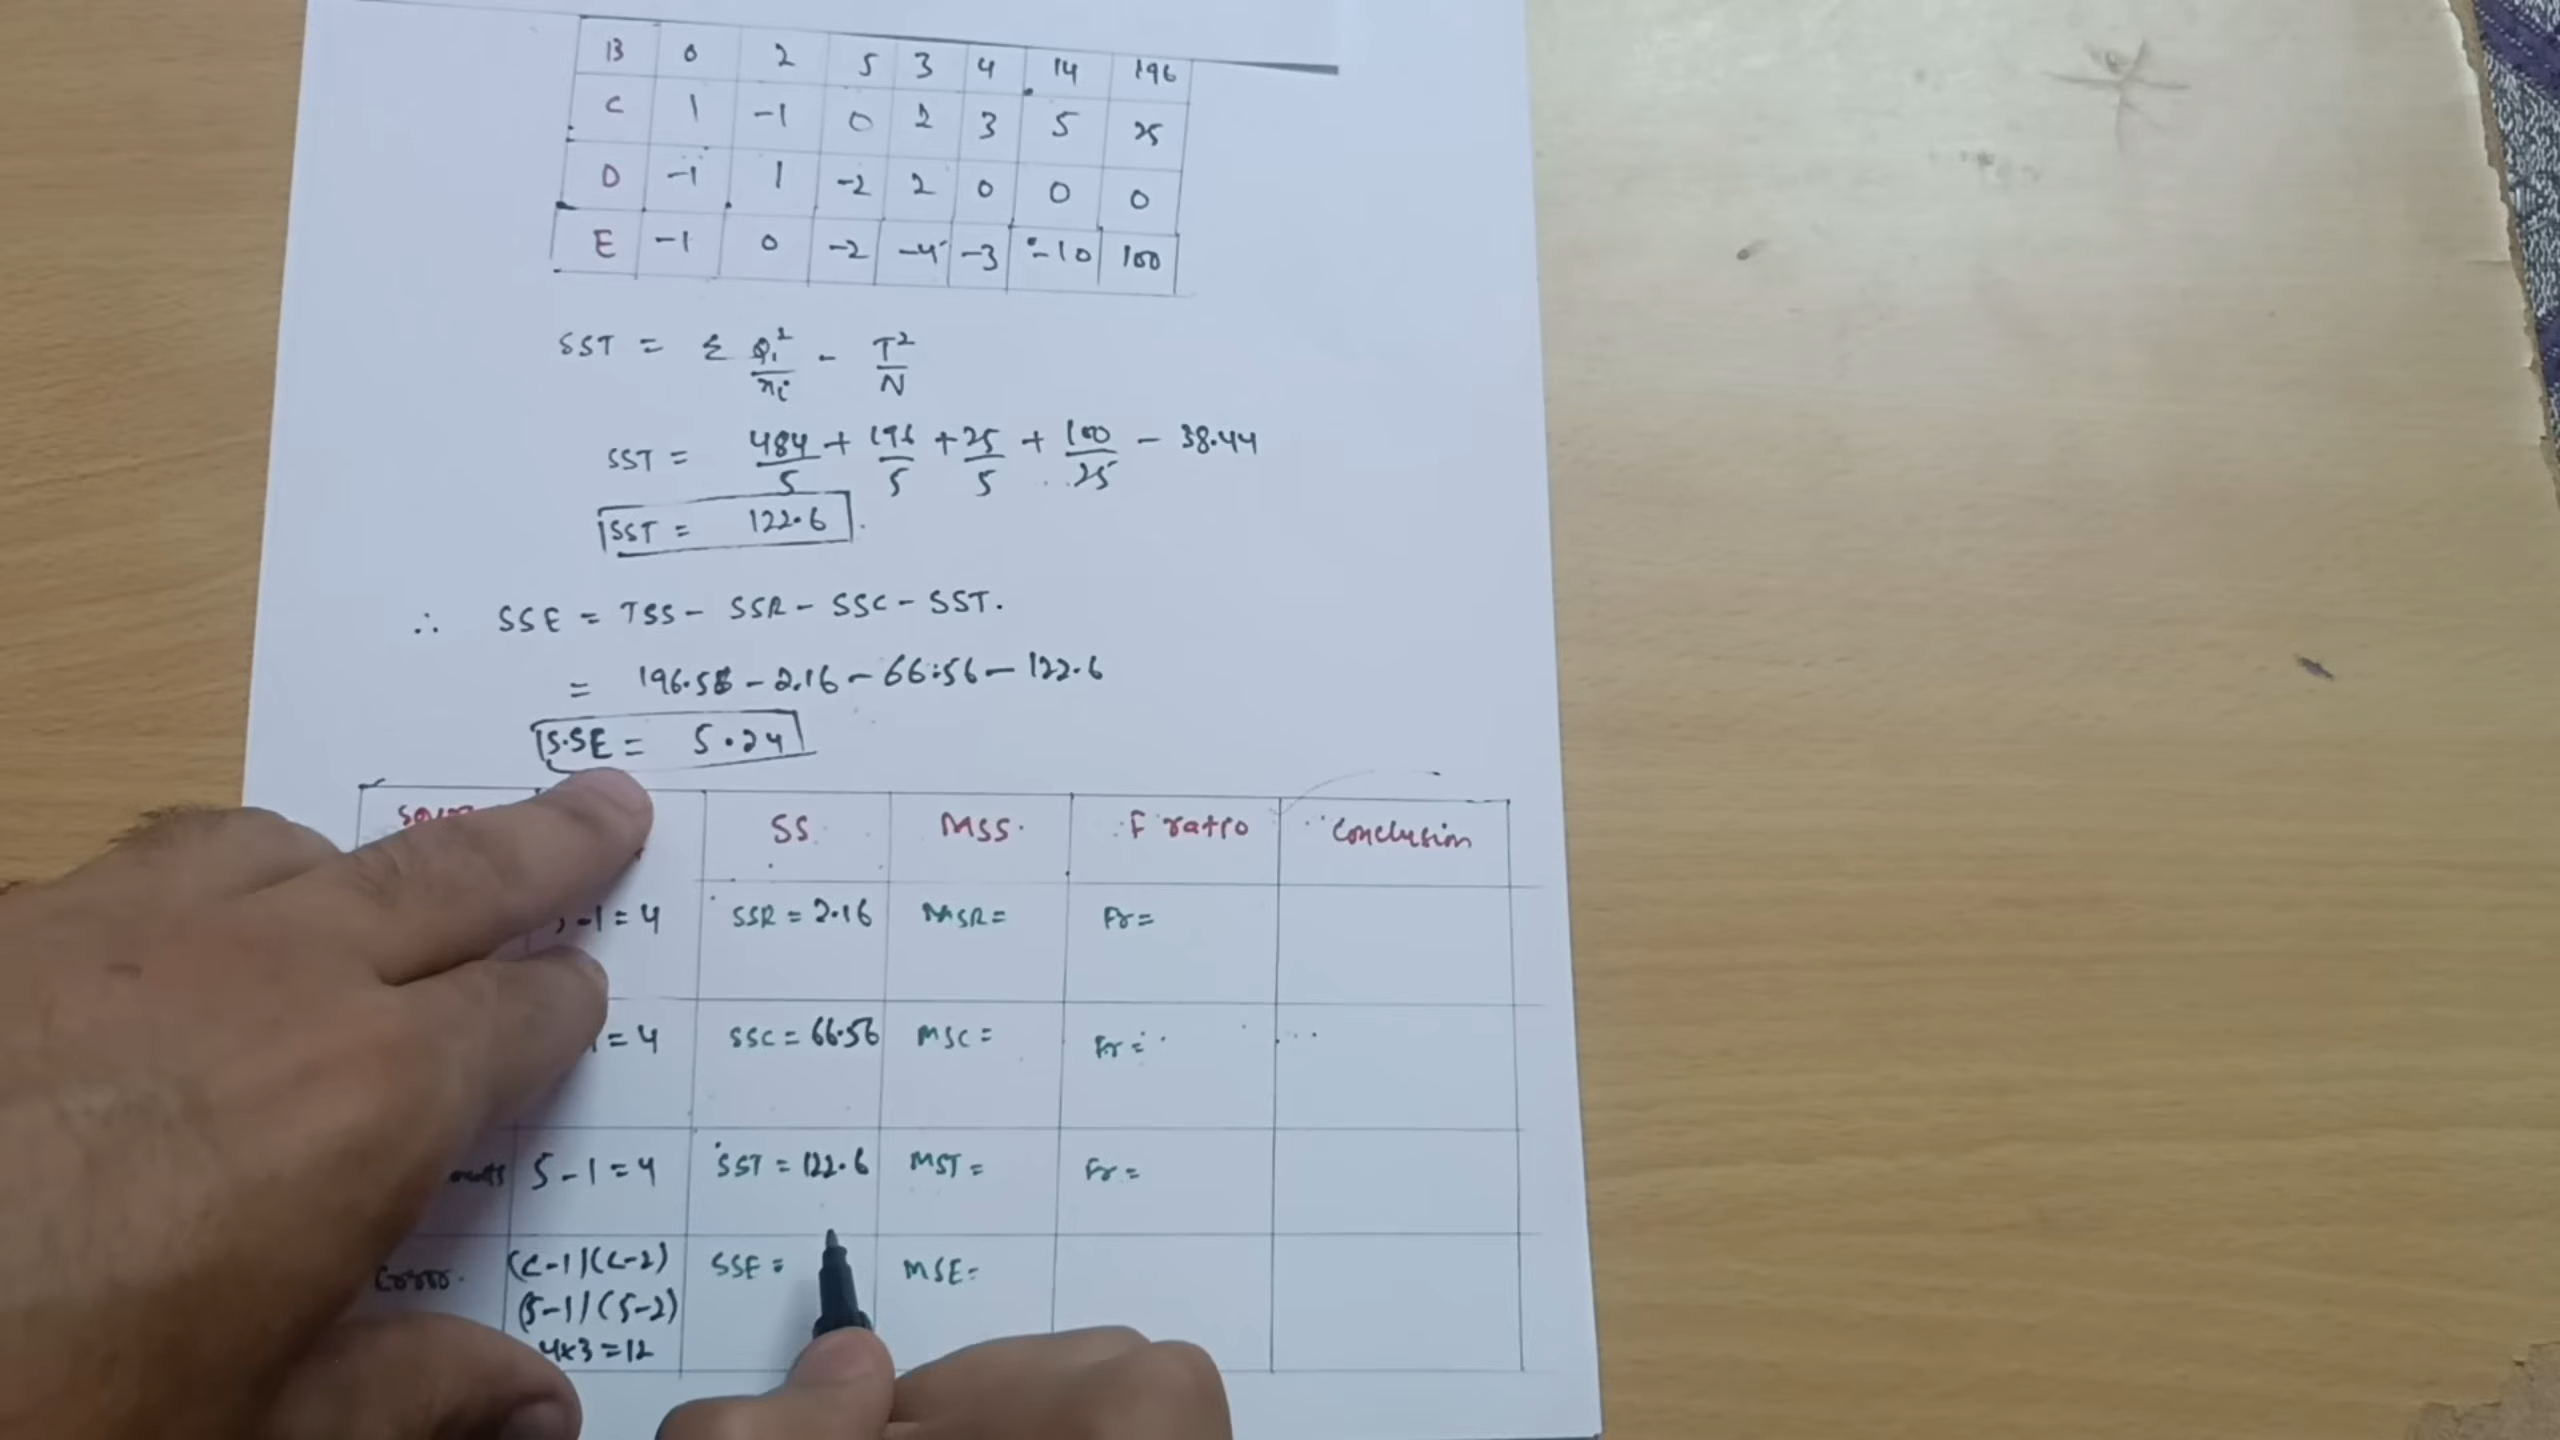 B 0 2 5 3 4 14 196
C 1 -1 0 2 3 5 25
D -1 1 -2 2 0 0 0
E -1 0 -2 -4 -3 -10 100
SST = Σ Qi²/ni - T²/N
SST = 484/5 + 196/5 + 25/5 + 100/25 - 38.44
SST = 122.6
∴ SSE = TSS - SSR - SSC - SST.
= 196.56 - 2.16 - 66.56 - 122.6
S.SE = 5.24
SS MSS. F ratio Conclusion
-1 = 4 SSR = 2.16 MSR = Fr =
= 4 SSC = 66.56 MSC = Fr =
5-1 = 4 SST = 122.6 MST = Fr =
(C-1)(C-2) SSE = MSE =
(5-1)(5-2)
4x3 = 12